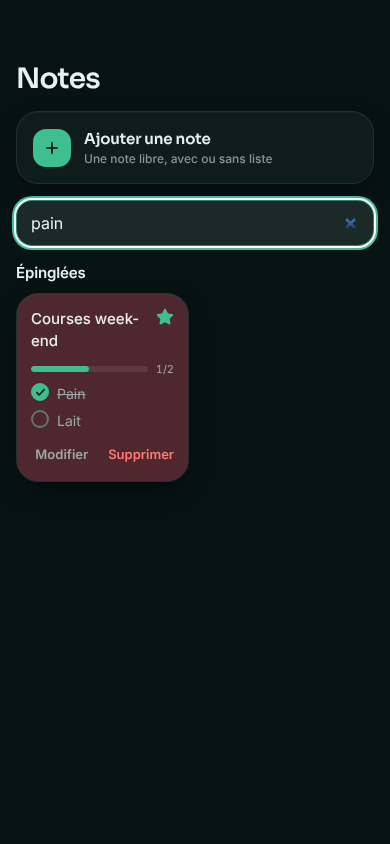 Notes
Ajouter une note
Une note libre, avec ou sans liste
pain
Épinglées
Courses week-
end
1/2
Pain
Lait
Modifier Supprimer